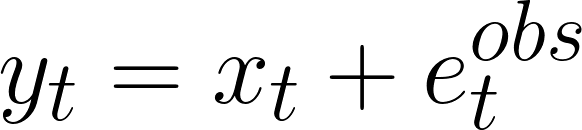 y_t = x_t + e_t^{obs}